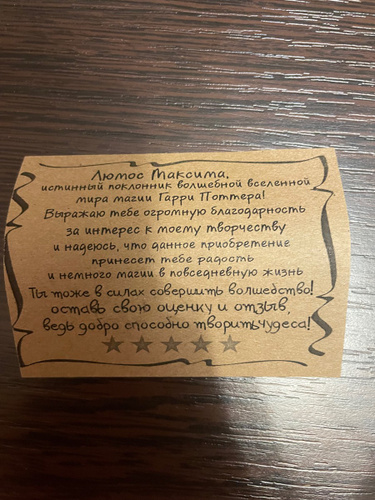 Люмос Максима,
истинный поклонник волшебной вселенной
мира магии Гарри Поттера!
Выражаю тебе огромную благодарность
за интерес к моему творчеству
и надеюсь, что данное приобретение
принесет тебе радость
и немного магии в повседневную жизнь
Ты тоже в силах совершить волшебство!
оставь свою оценку и отзыв,
ведь добро способно творить чудеса!